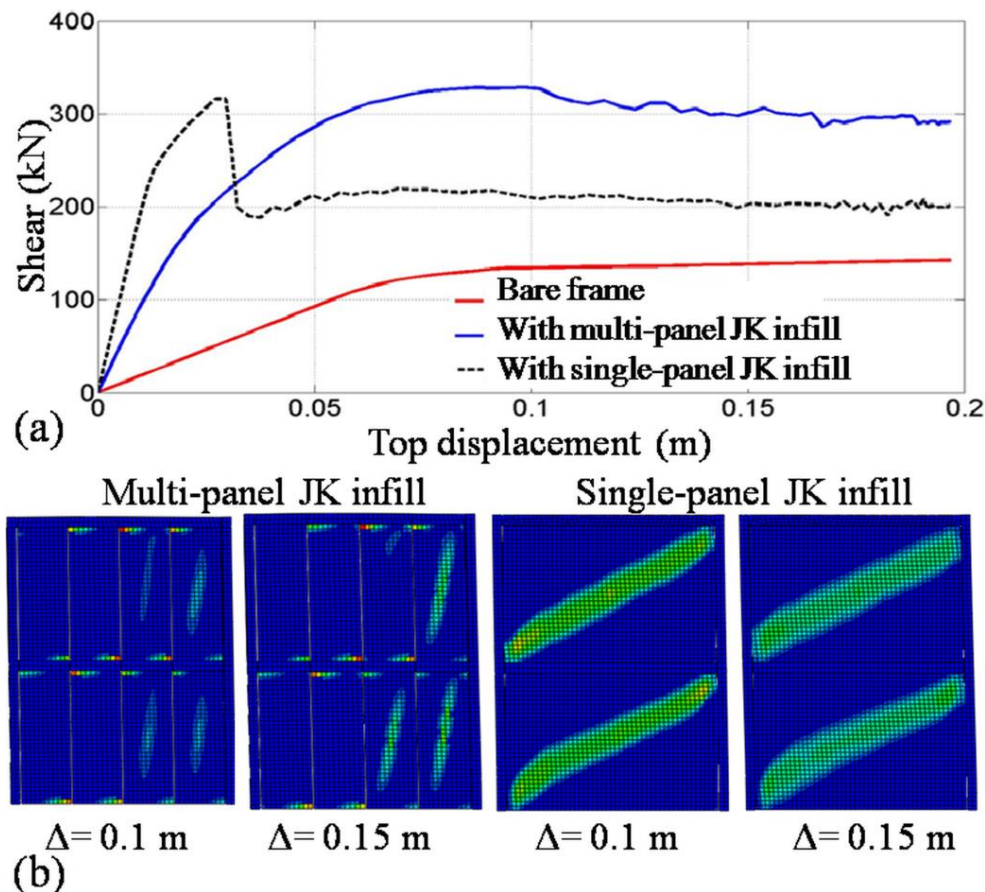 400
300
200
100
0
Shear (kN)
Bare frame
With multi-panel JK infill
With single-panel JK infill
0 0.05 0.1 0.15 0.2
(a)
Top displacement (m)
Multi-panel JK infill Single-panel JK infill
Δ= 0.1 m Δ= 0.15 m Δ= 0.1 m Δ= 0.15 m
(b)